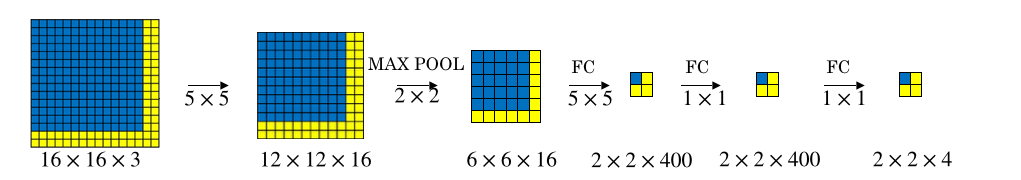 MAX POOL
FC
FC
FC
5 × 5
2 × 2
5 × 5
1 × 1
1 × 1
16 × 16 × 3
12 × 12 × 16
6 × 6 × 16
2 × 2 × 400
2 × 2 × 400
2 × 2 × 4